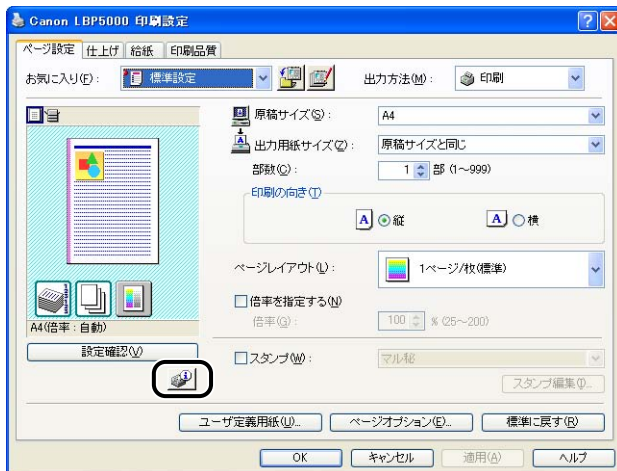 Canon LBP5000 印刷設定
ページ設定 仕上げ 給紙 印刷品質
お気に入り(F): 標準設定 出力方法(M): 印刷
原稿サイズ(S): A4
出力用紙サイズ(Z): 原稿サイズと同じ
部数(C): 1 部 (1~999)
印刷の向き(T)
A 縦 A 横
ページレイアウト(L): 1ページ/枚(標準)
倍率を指定する(N)
倍率(G): 100 % (25~200)
A4(倍率:自動)
設定確認(V)
スタンプ(W): マル秘
スタンプ編集(I)...
ユーザ定義用紙(U)... ページオプション(E)... 標準に戻す(R)
OK キャンセル 適用(A) ヘルプ